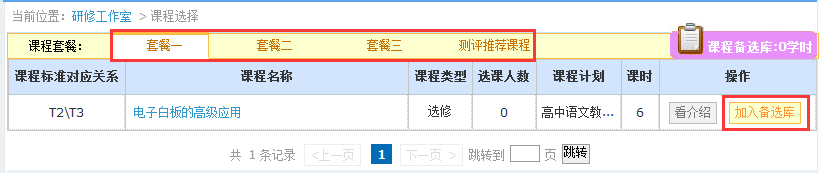 当前位置：研修工作室 > 课程选择
课程套餐： 套餐一 套餐二 套餐三 测评推荐课程 课程备选库:0学时
课程标准对应关系 课程名称 课程类型 选课人数 课程计划 课时 操作
T2\T3 电子白板的高级应用 选修 0 高中语文教... 6 看介绍 加入备选库
共 1 条记录 <上一页 1 下一页 > 跳转到 页 跳转